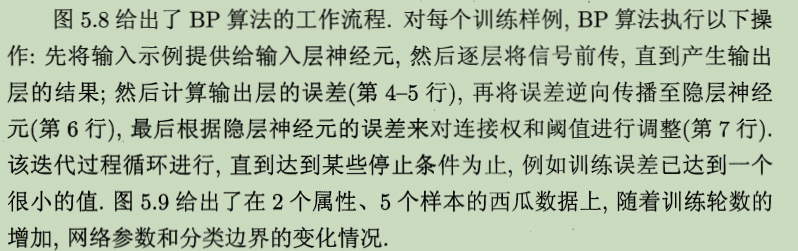 图 5.8 给出了 BP 算法的工作流程. 对每个训练样例, BP 算法执行以下操
作: 先将输入示例提供给输入层神经元, 然后逐层将信号前传, 直到产生输出
层的结果; 然后计算输出层的误差(第 4–5 行), 再将误差逆向传播至隐层神经
元(第 6 行), 最后根据隐层神经元的误差来对连接权和阈值进行调整(第 7 行).
该迭代过程循环进行, 直到达到某些停止条件为止, 例如训练误差已达到一个
很小的值. 图 5.9 给出了在 2 个属性、5 个样本的西瓜数据上, 随着训练轮数的
增加, 网络参数和分类边界的变化情况.